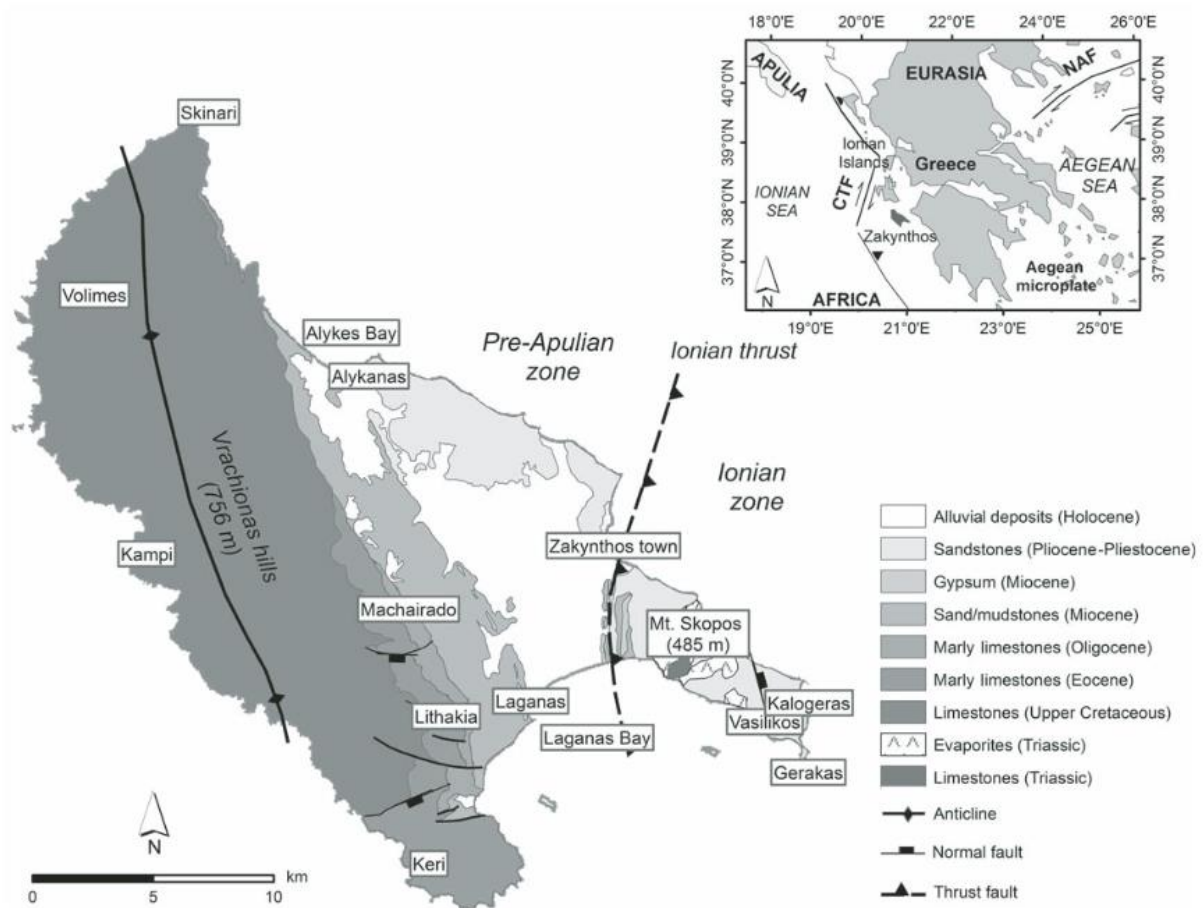 18°0'E
20°0'E
22°0'E
24°0'E
26°0'E
40°0'N
39°0'N
38°0'N
37°0'N
40°0'N
39°0'N
38°0'N
37°0'N
19°0'E
21°0'E
23°0'E
25°0'E
APULIA
EURASIA
NAF
Ionian
Islands
Greece
AEGEAN
SEA
IONIAN
SEA
CTF
Zakynthos
Aegean
microplate
AFRICA
N
Skinari
Volimes
Alykes Bay
Alykanas
Pre-Apulian
zone
Ionian thrust
Vrachionas hills
(756 m)
Ionian
zone
Kampi
Zakynthos town
Machairado
Mt. Skopos
(485 m)
Laganas
Lithakia
Kalogeras
Vasilikos
Laganas Bay
Gerakas
Keri
N
km
0
5
10
Alluvial deposits (Holocene)
Sandstones (Pliocene-Pliestocene)
Gypsum (Miocene)
Sand/mudstones (Miocene)
Marly limestones (Oligocene)
Marly limestones (Eocene)
Limestones (Upper Cretaceous)
Evaporites (Triassic)
Limestones (Triassic)
Anticline
Normal fault
Thrust fault